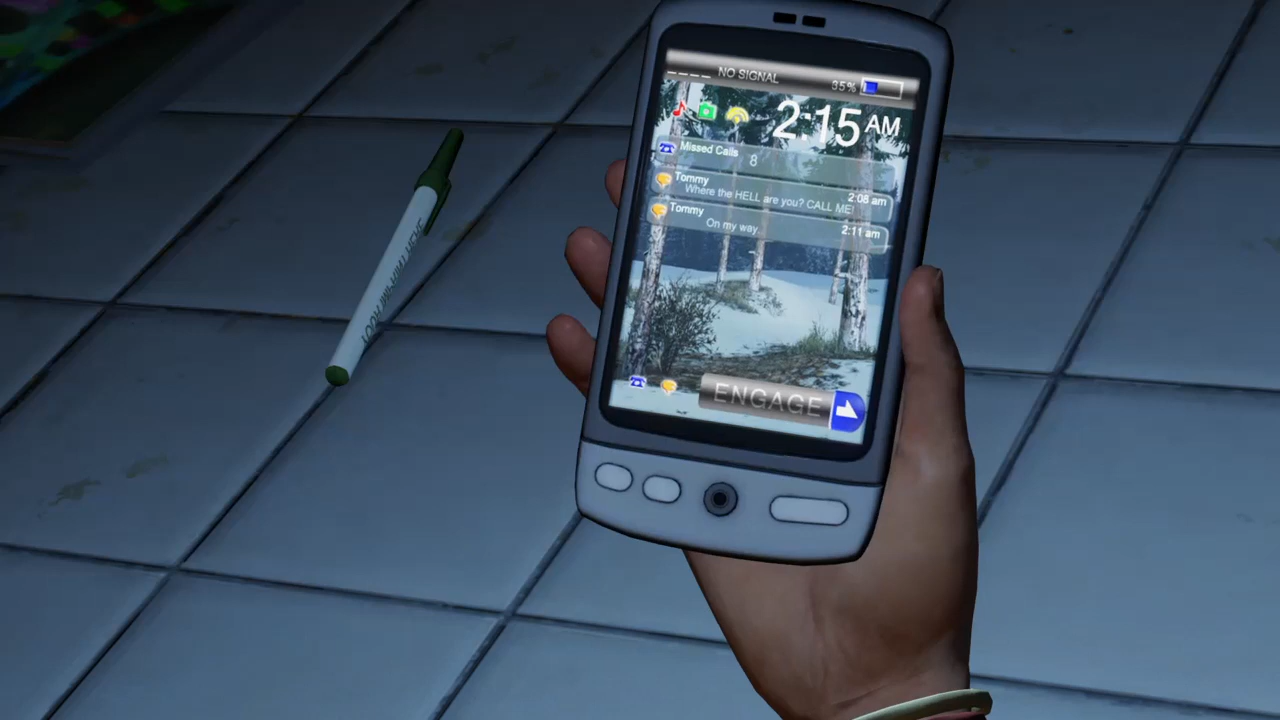 NO SIGNAL 35%
2:15 AM
Missed Calls
8
Tommy
Where the HELL are you? CALL ME! 2:08 am
Tommy
On my way. 2:11 am
ENGAGE